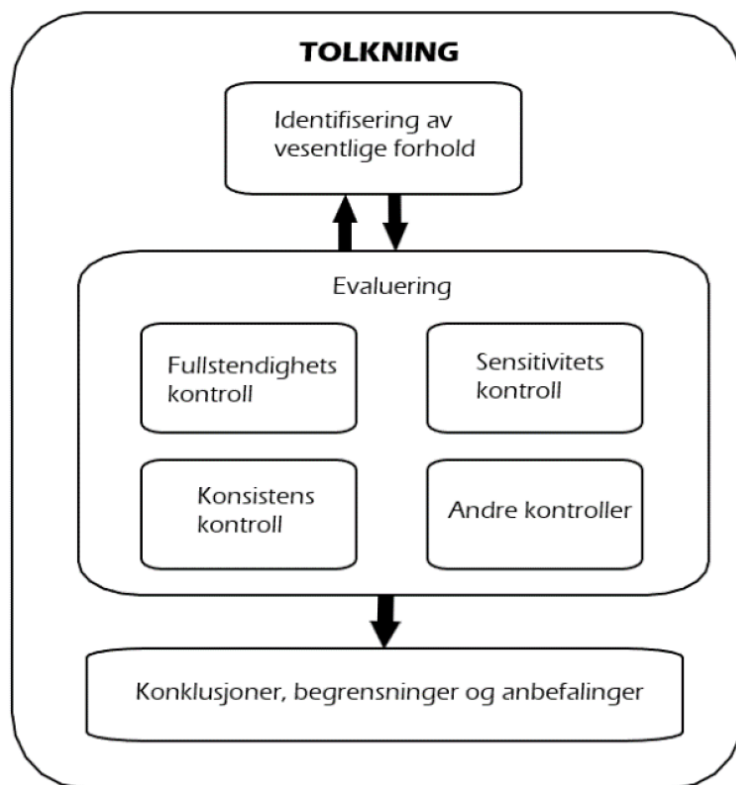 TOLKNING
Identifisering av
vesentlige forhold
Evaluering
Fullstendighets
kontroll
Sensitivitets
kontroll
Konsistens
kontroll
Andre kontroller
Konklusjoner, begrensninger og anbefalinger